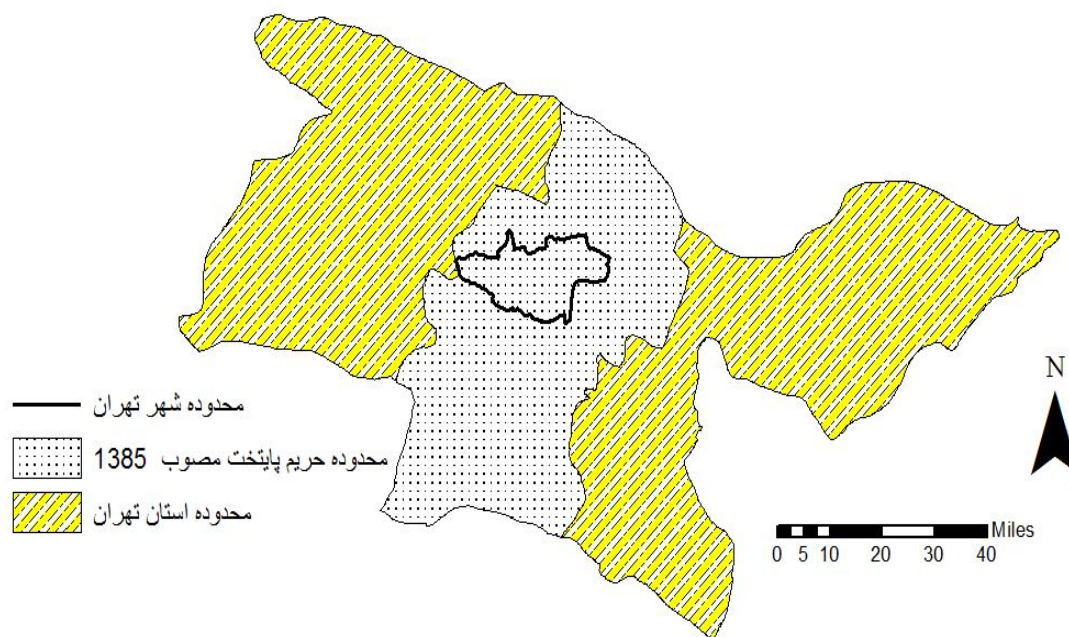 محدوده شهر تهران
محدوده حریم پایتخت مصوب 1385
محدوده استان تهران
N
Miles
0 5 10 20 30 40